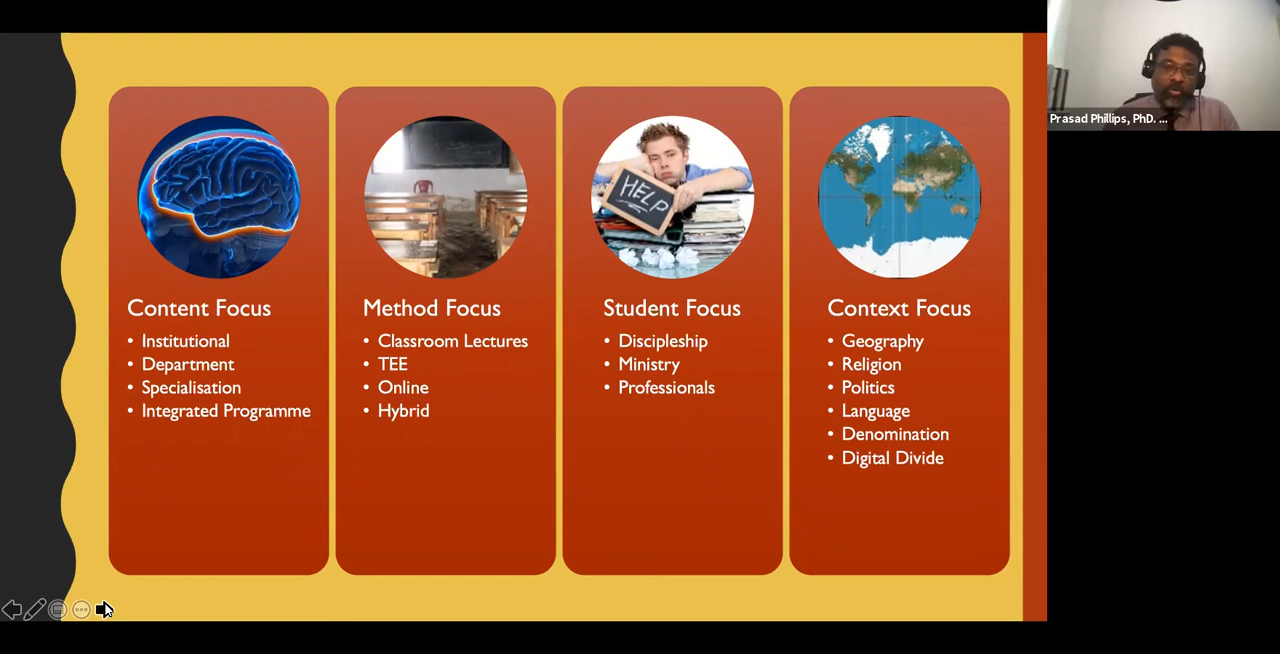 Prasad Phillips, PhD. ...
HELP
Content Focus
• Institutional
• Department
• Specialisation
• Integrated Programme
Method Focus
• Classroom Lectures
• TEE
• Online
• Hybrid
Student Focus
• Discipleship
• Ministry
• Professionals
Context Focus
• Geography
• Religion
• Politics
• Language
• Denomination
• Digital Divide